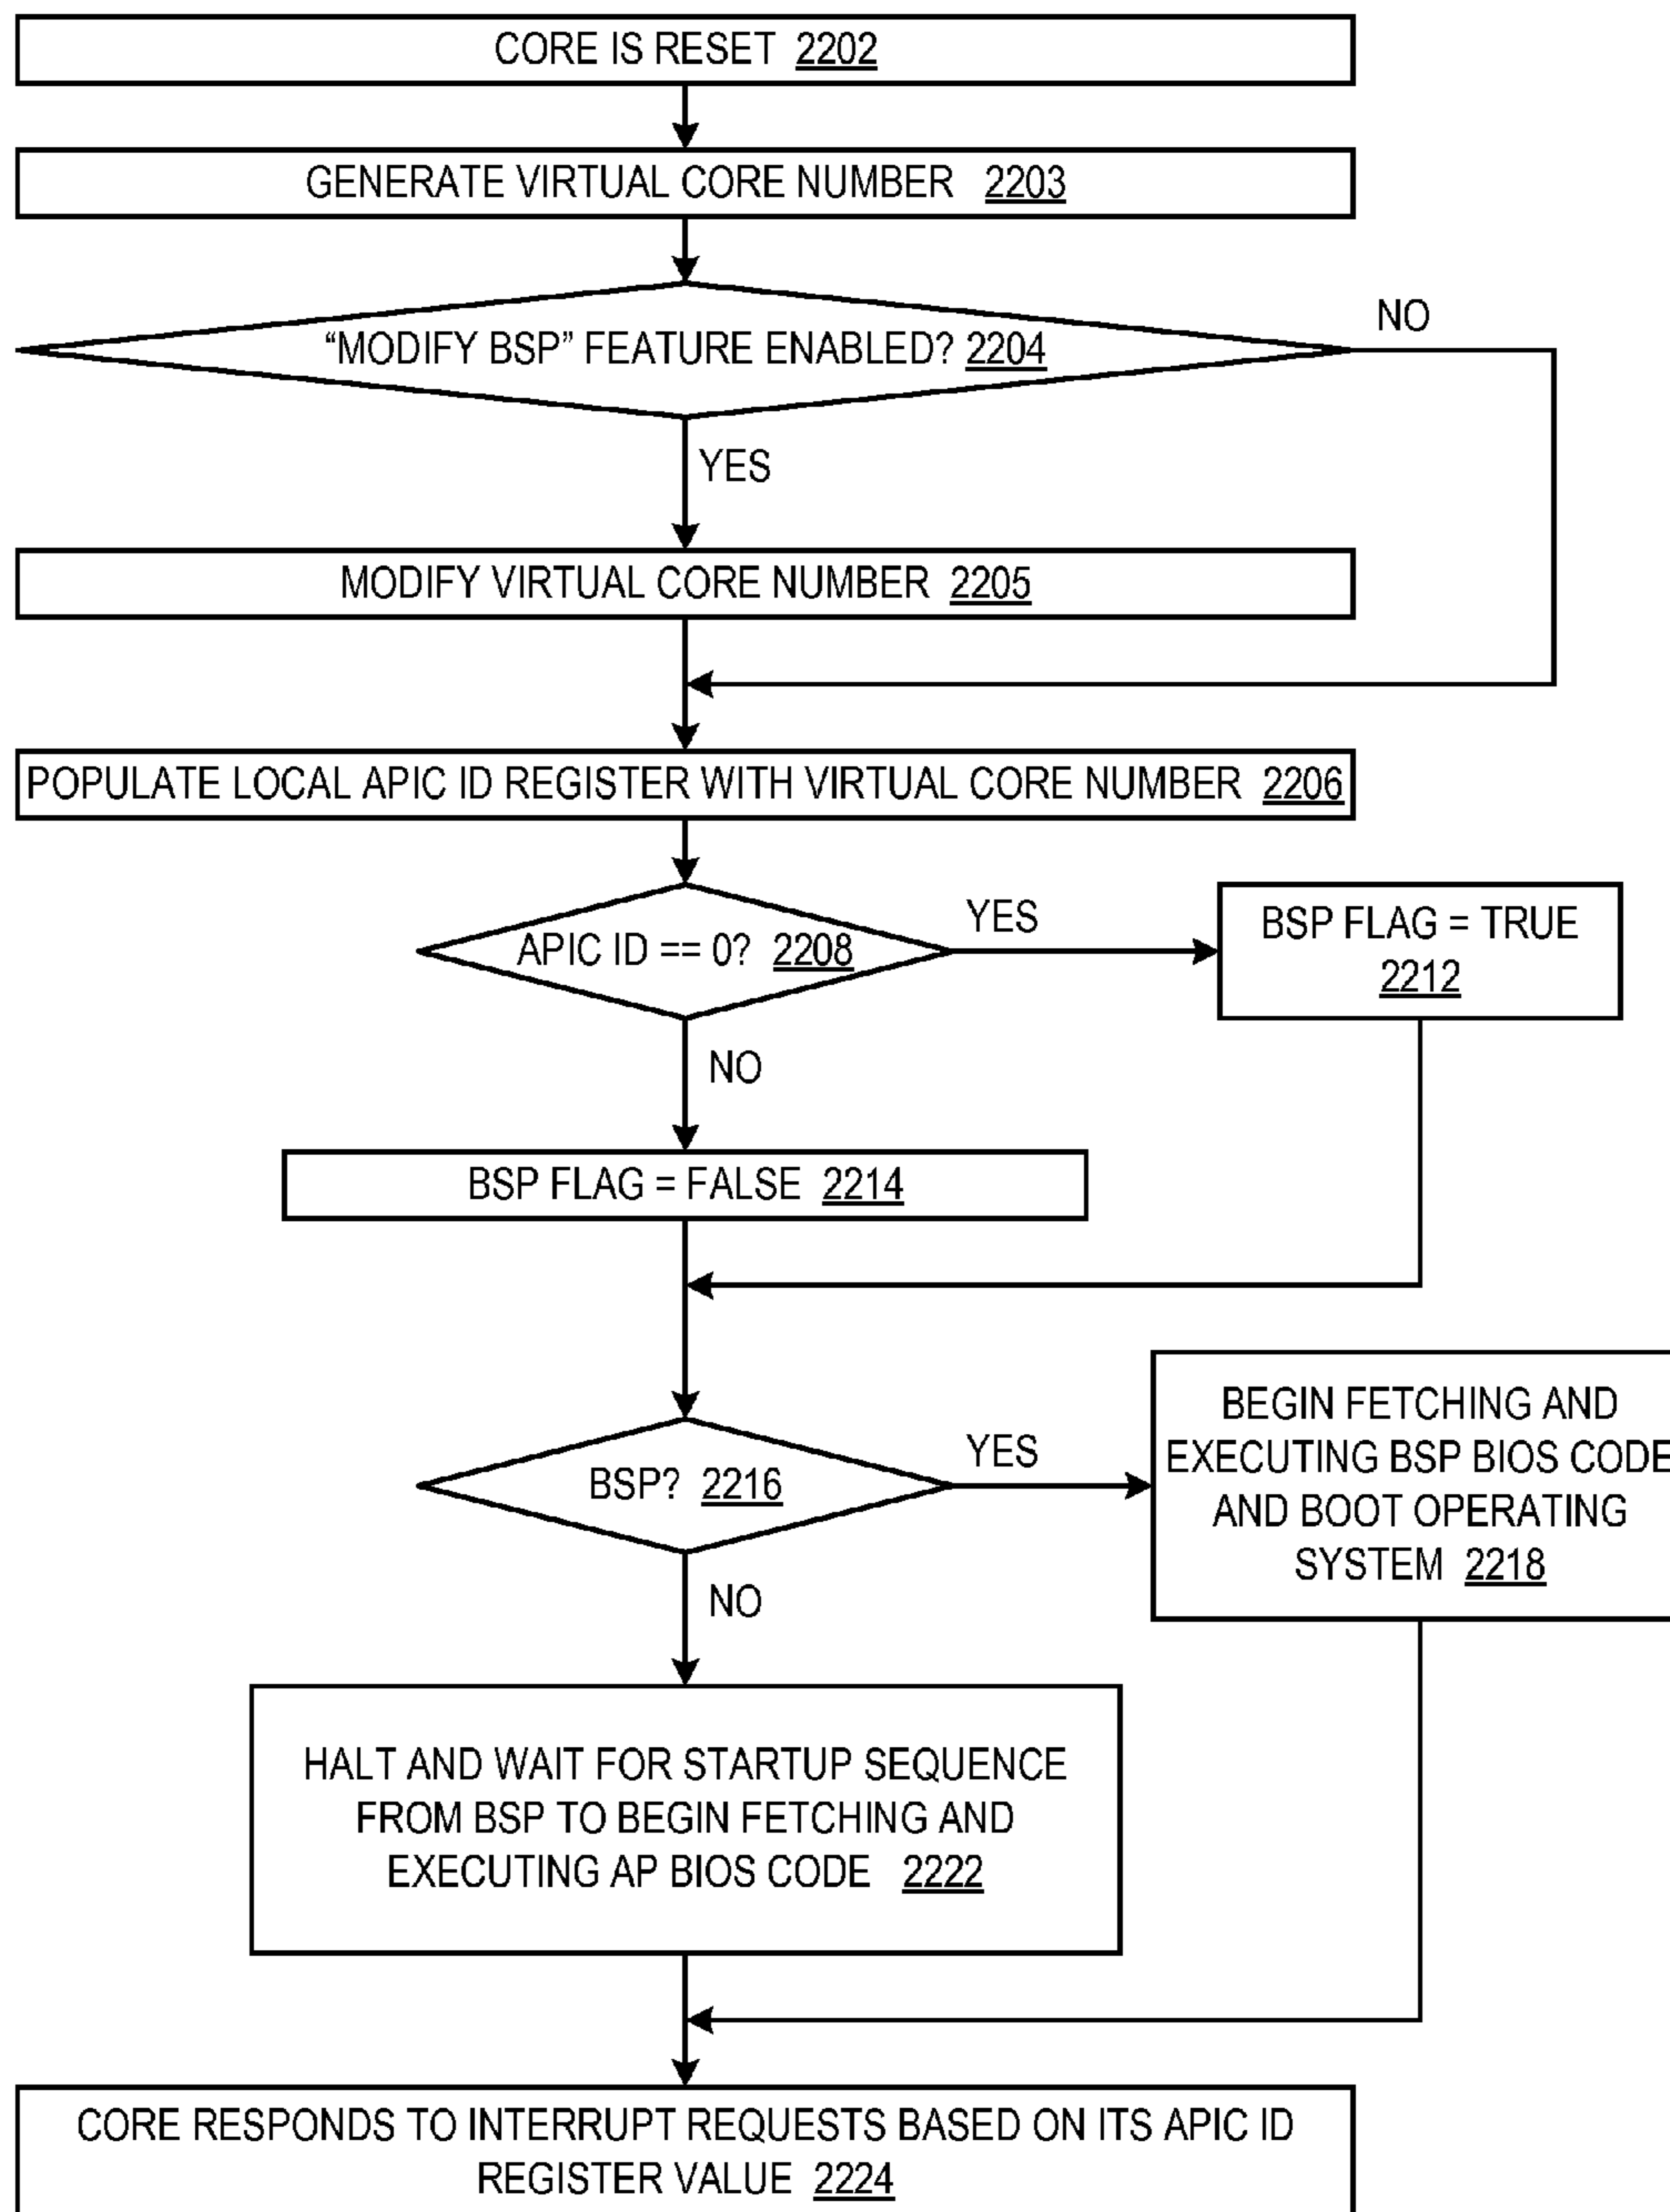 CORE IS RESET 2202
GENERATE VIRTUAL CORE NUMBER 2203
“MODIFY BSP” FEATURE ENABLED? 2204
NO
YES
MODIFY VIRTUAL CORE NUMBER 2205
POPULATE LOCAL APIC ID REGISTER WITH VIRTUAL CORE NUMBER 2206
APIC ID == 0? 2208
YES
BSP FLAG = TRUE
2212
NO
BSP FLAG = FALSE 2214
BSP? 2216
YES
BEGIN FETCHING AND
EXECUTING BSP BIOS CODE
AND BOOT OPERATING
SYSTEM 2218
NO
HALT AND WAIT FOR STARTUP SEQUENCE
FROM BSP TO BEGIN FETCHING AND
EXECUTING AP BIOS CODE 2222
CORE RESPONDS TO INTERRUPT REQUESTS BASED ON ITS APIC ID
REGISTER VALUE 2224